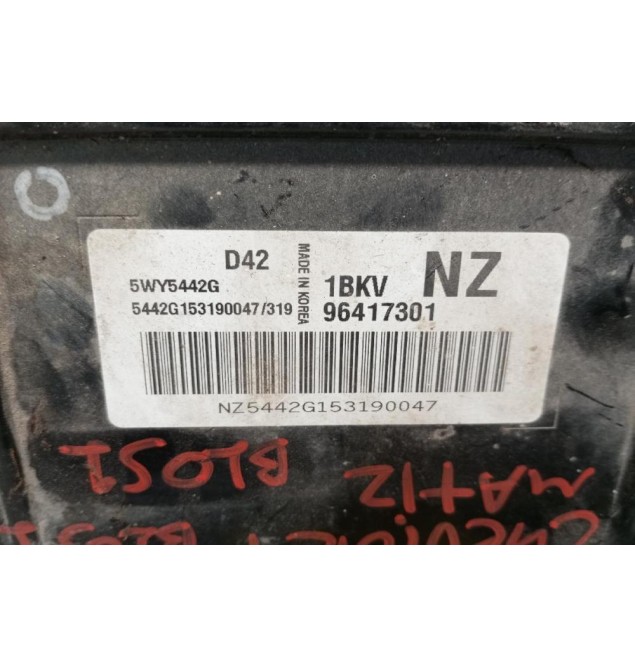 D42
5WY5442G
5442G153190047/319
MADE IN KOREA
1BKV
NZ
96417301
NZ5442G153190047
MATIZ